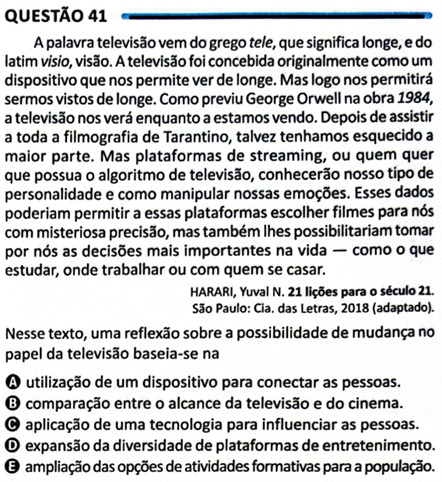 QUESTÃO 41
A palavra televisão vem do grego tele, que significa longe, e do
latim visio, visão. A televisão foi concebida originalmente como um
dispositivo que nos permite ver de longe. Mas logo nos permitirá
sermos vistos de longe. Como previu George Orwell na obra 1984,
a televisão nos verá enquanto a estamos vendo. Depois de assistir
a toda a filmografia de Tarantino, talvez tenhamos esquecido a
maior parte. Mas plataformas de streaming, ou quem quer
que possua o algoritmo de televisão, conhecerão nosso tipo de
personalidade e como manipular nossas emoções. Esses dados
poderiam permitir a essas plataformas escolher filmes para nós
com misteriosa precisão, mas também lhes possibilitariam tomar
por nós as decisões mais importantes na vida — como o que
estudar, onde trabalhar ou com quem se casar.
HARARI, Yuval N. 21 lições para o século 21.
São Paulo: Cia. das Letras, 2018 (adaptado).
Nesse texto, uma reflexão sobre a possibilidade de mudança no
papel da televisão baseia-se na
A utilização de um dispositivo para conectar as pessoas.
B comparação entre o alcance da televisão e do cinema.
C aplicação de uma tecnologia para influenciar as pessoas.
D expansão da diversidade de plataformas de entretenimento.
E ampliação das opções de atividades formativas para a população.